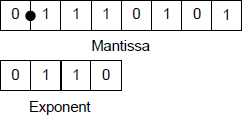 0 1 1 1 0 1 0 1
Mantissa
0 1 1 0
Exponent